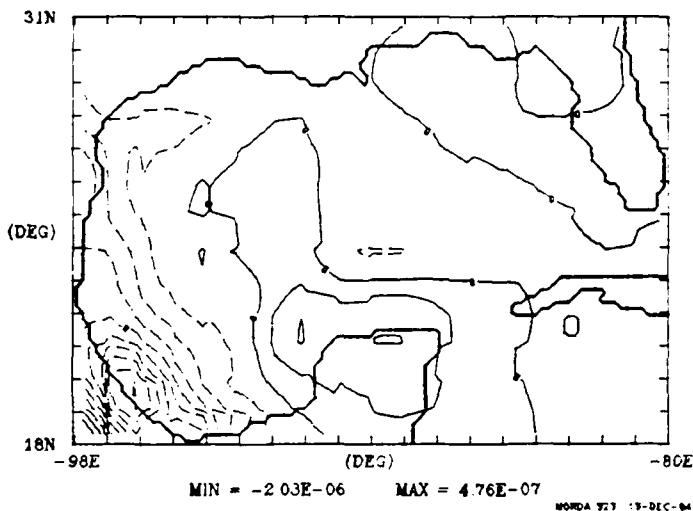 31N
(DEG)
18N
-98E (DEG) -80E
MIN = -2 03E-06 MAX = 4.76E-07